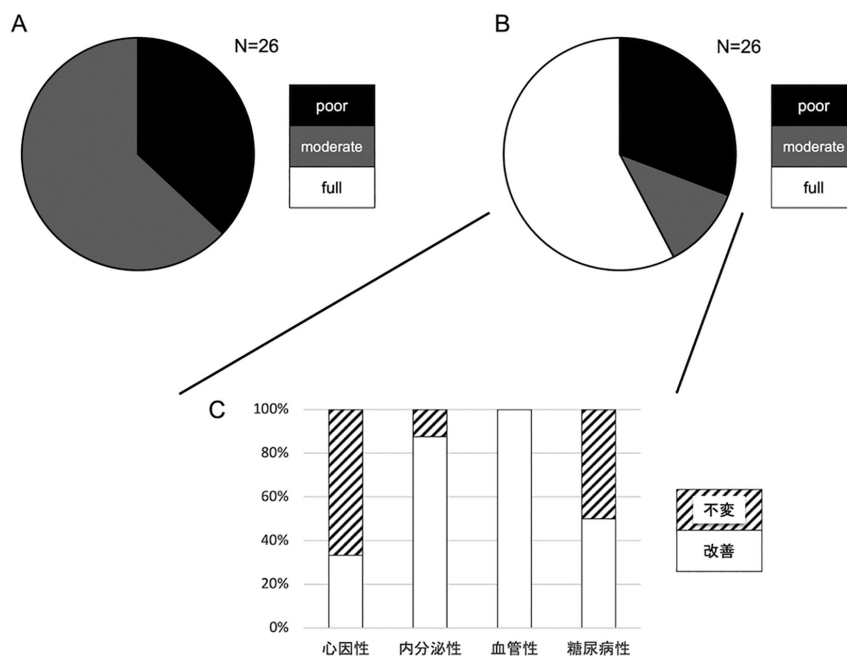 A
N=26
poor
moderate
full
B
N=26
poor
moderate
full
C
100%
80%
60%
40%
20%
0%
心因性 内分泌性 血管性 糖尿病性
不変
改善